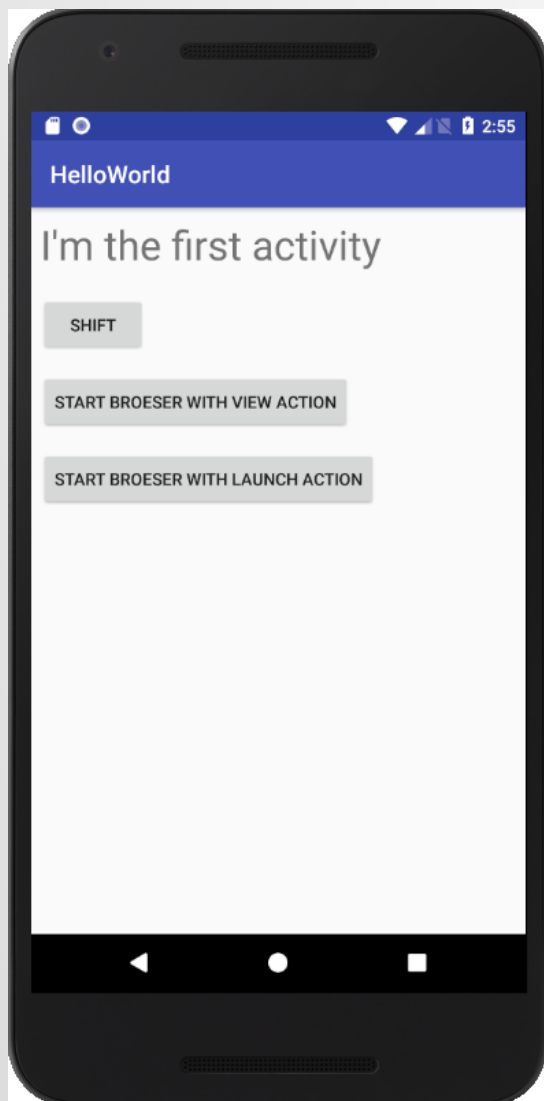 2:55
HelloWorld
I'm the first activity
SHIFT
START BROESER WITH VIEW ACTION
START BROESER WITH LAUNCH ACTION